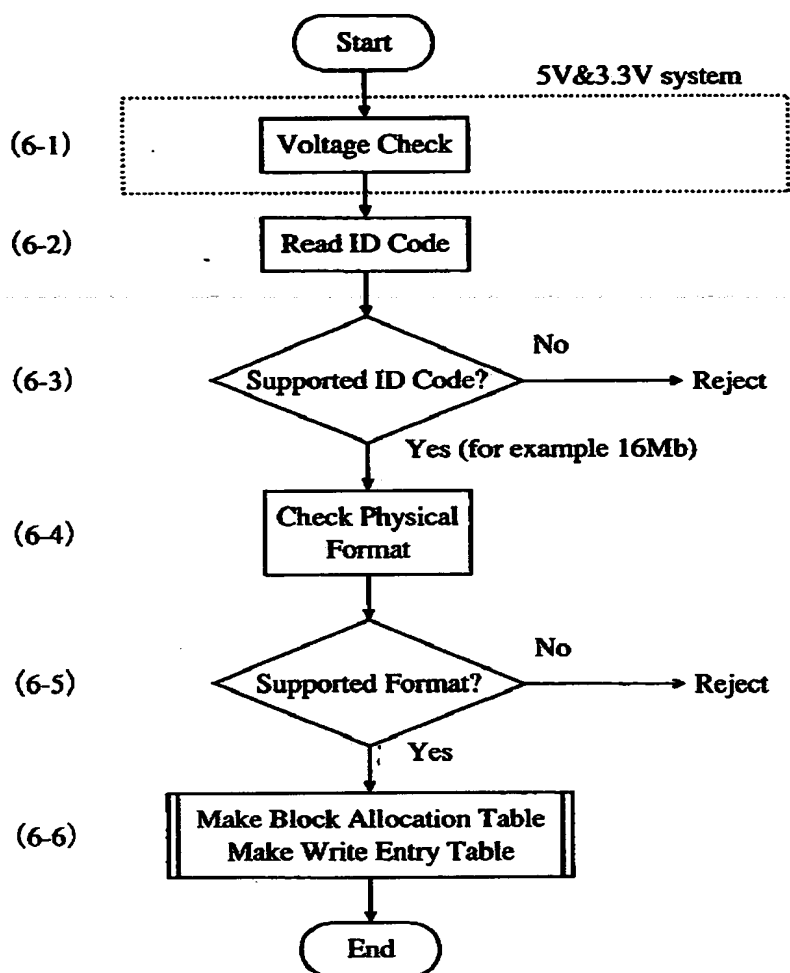 Start
5V&3.3V system
(6-1)
Voltage Check
(6-2)
Read ID Code
No
(6-3)
Supported ID Code?
Reject
Yes (for example 16Mb)
(6-4)
Check Physical
Format
No
(6-5)
Supported Format?
Reject
Yes
(6-6)
Make Block Allocation Table
Make Write Entry Table
End